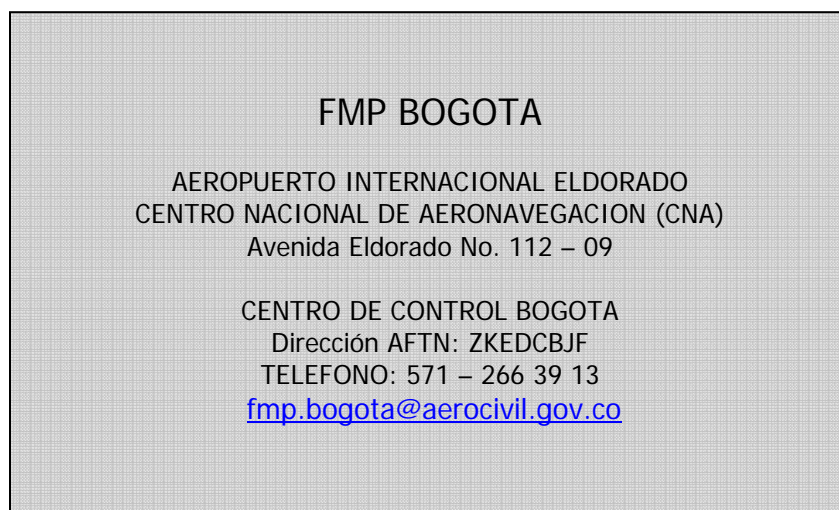 FMP BOGOTA
AEROPUERTO INTERNACIONAL ELDORADO
CENTRO NACIONAL DE AERONAVEGACION (CNA)
Avenida Eldorado No. 112 – 09
CENTRO DE CONTROL BOGOTA
Dirección AFTN: ZKEDCBJF
TELEFONO: 571 – 266 39 13
fmp.bogota@aerocivil.gov.co